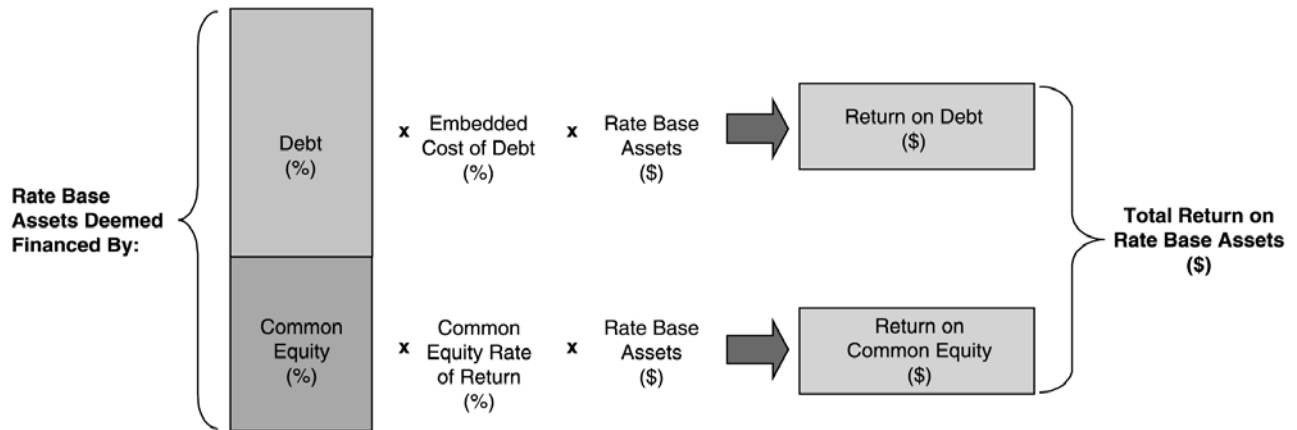 Rate Base
Assets Deemed
Financed By:
Debt
(%)
x
Embedded
Cost of Debt
(%)
x
Rate Base
Assets
($)
Return on Debt
($)
Common
Equity
(%)
x
Common
Equity Rate
of Return
(%)
x
Rate Base
Assets
($)
Return on
Common Equity
($)
Total Return on
Rate Base Assets
($)